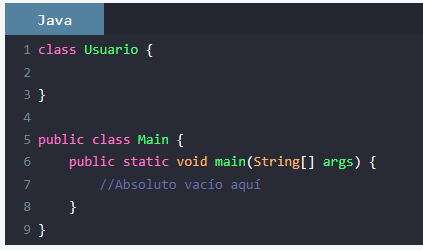 Java
1 class Usuario {
2
3 }
4
5 public class Main {
6     public static void main(String[] args) {
7         //Absoluto vacío aquí
8     }
9 }